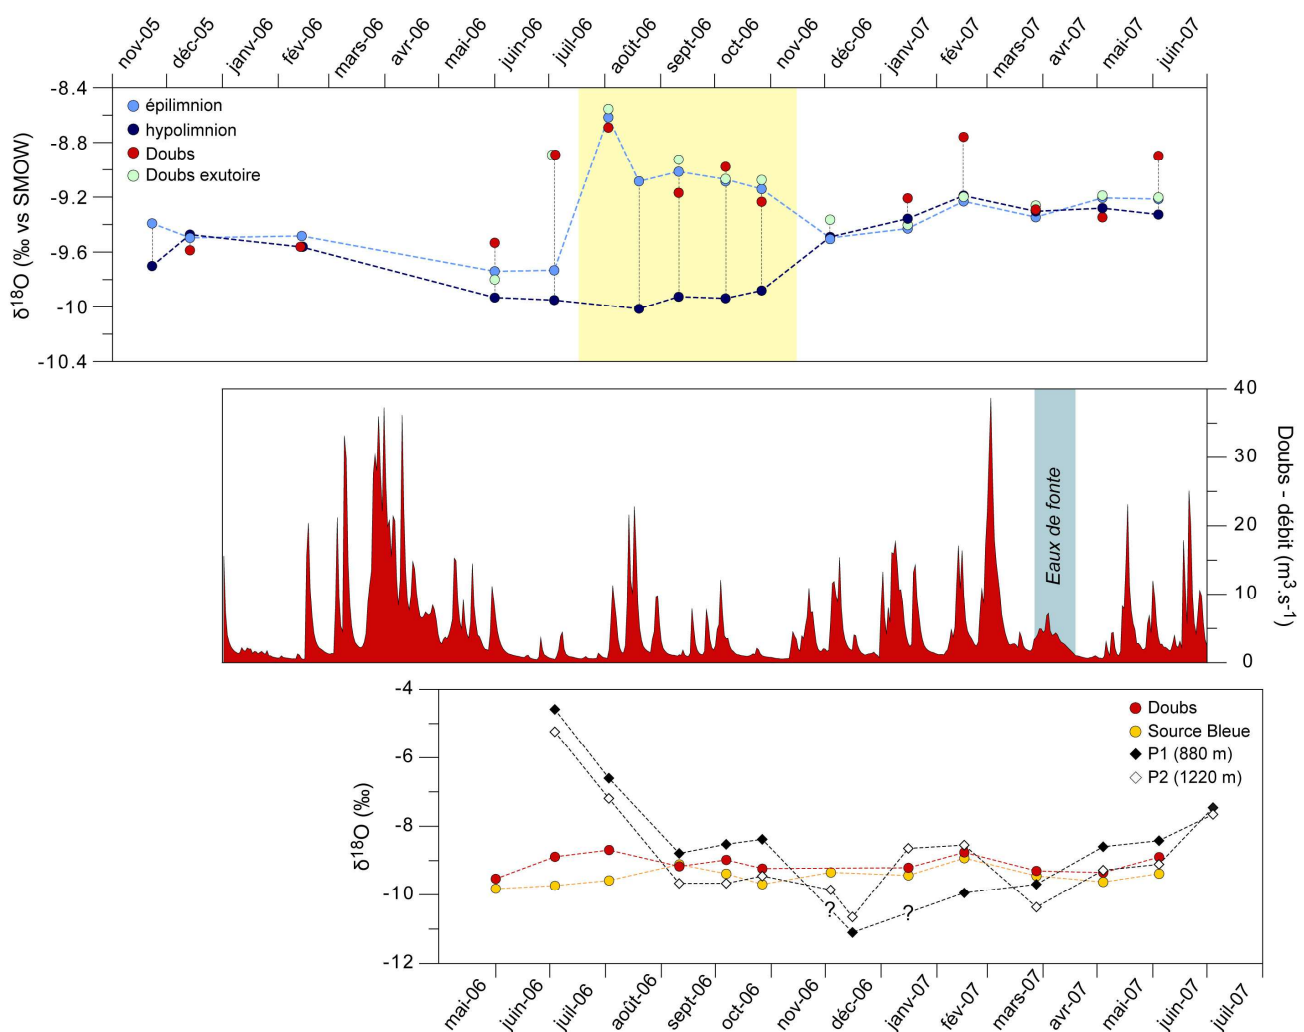 nov-05
déc-05
janv-06
fév-06
mars-06
avr-06
mai-06
juin-06
juil-06
août-06
sept-06
oct-06
nov-06
déc-06
janv-07
fév-07
mars-07
avr-07
mai-07
juin-07
-8.4
-8.8
-9.2
-9.6
-10
-10.4
δ¹⁸O (‰ vs SMOW)
épilimnion
hypolimnion
Doubs
Doubs exutoire
40
30
20
10
0
Doubs - débit (m³.s⁻¹)
Eaux de fonte
-4
-6
-8
-10
-12
δ¹⁸O (‰)
Doubs
Source Bleue
P1 (880 m)
P2 (1220 m)
?
?
mai-06
juin-06
juil-06
août-06
sept-06
oct-06
nov-06
déc-06
janv-07
fév-07
mars-07
avr-07
mai-07
juin-07
juil-07